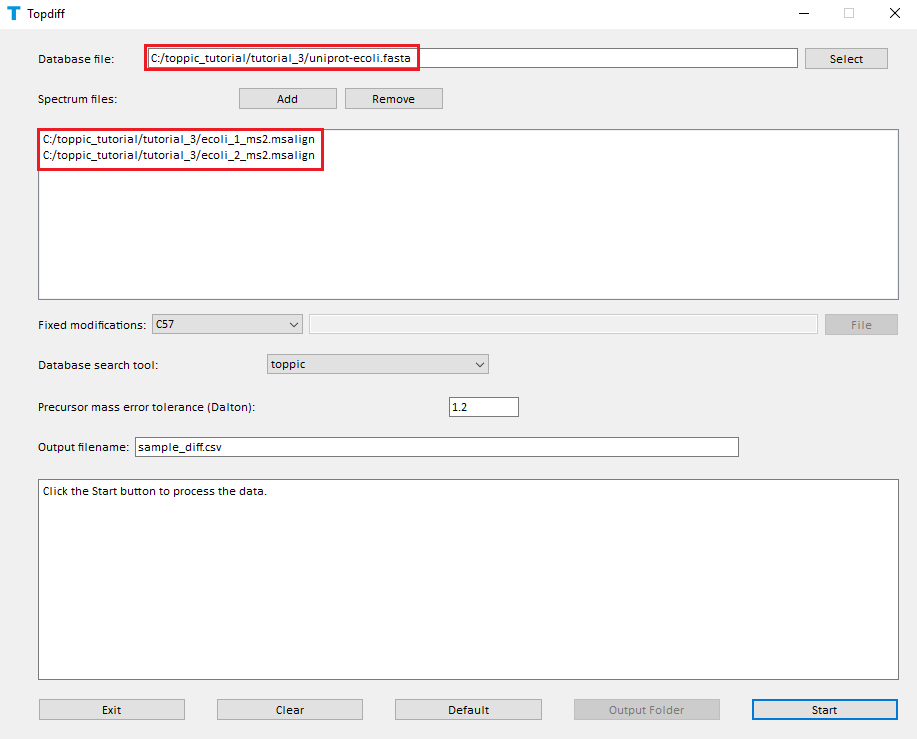 Topdiff
Database file: C:/toppic_tutorial/tutorial_3/uniprot-ecoli.fasta Select
Spectrum files: Add Remove
C:/toppic_tutorial/tutorial_3/ecoli_1_ms2.msalign
C:/toppic_tutorial/tutorial_3/ecoli_2_ms2.msalign
Fixed modifications: C57 File
Database search tool: toppic
Precursor mass error tolerance (Dalton): 1.2
Output filename: sample_diff.csv
Click the Start button to process the data.
Exit Clear Default Output Folder Start